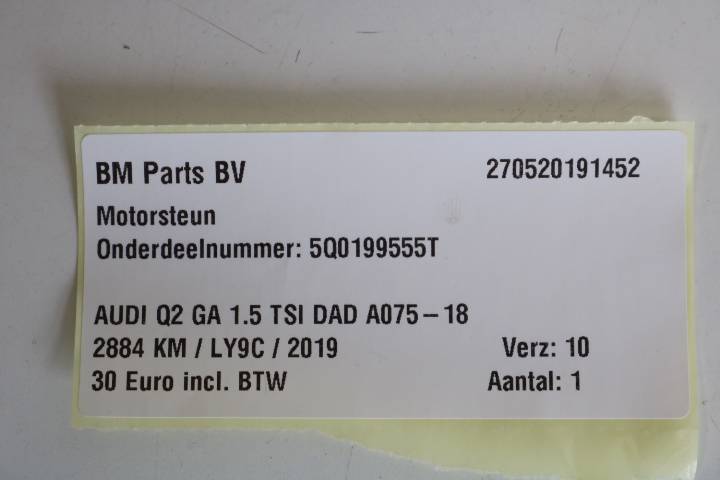 BM Parts BV 270520191452
Motorsteun
Onderdeelnummer: 5Q0199555T
AUDI Q2 GA 1.5 TSI DAD A075-18
2884 KM / LY9C / 2019 Verz: 10
30 Euro incl. BTW Aantal: 1